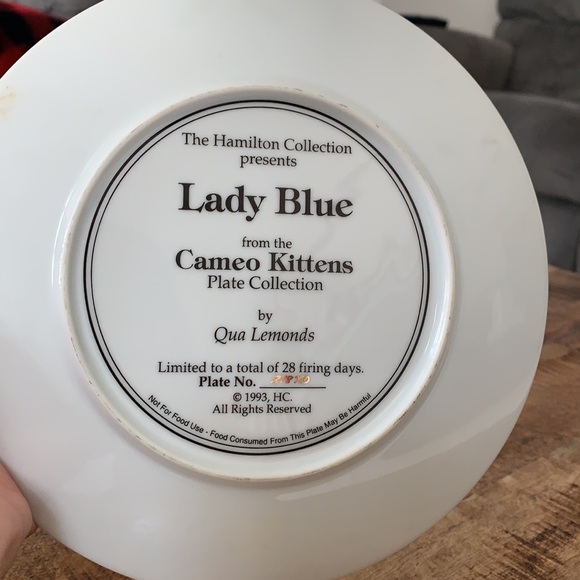 The Hamilton Collection
presents
Lady Blue
from the
Cameo Kittens
Plate Collection
by
Qua Lemonds
Limited to a total of 28 firing days.
Plate No.
© 1993, HC.
All Rights Reserved
Not For Food Use - Food Consumed From This Plate May Be Harmful